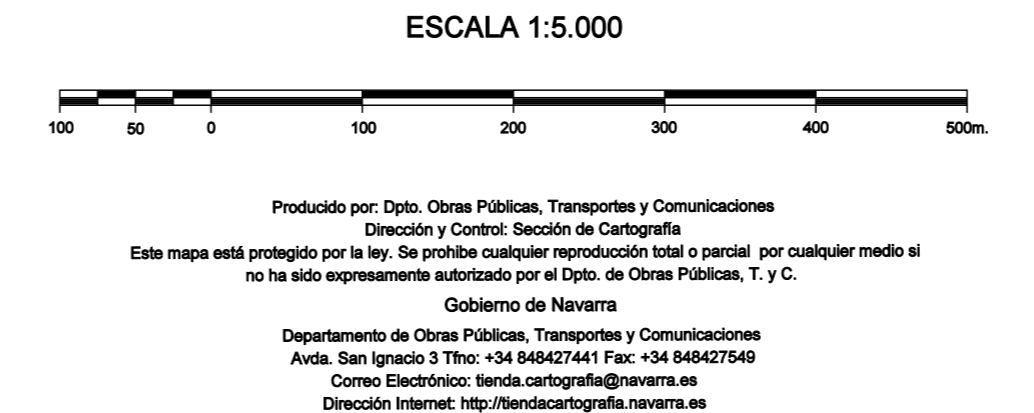 ESCALA 1:5.000
100 50 0 100 200 300 400 500m.
Producido por: Dpto. Obras Públicas, Transportes y Comunicaciones
Dirección y Control: Sección de Cartografía
Este mapa está protegido por la ley. Se prohibe cualquier reproducción total o parcial por cualquier medio si
no ha sido expresamente autorizado por el Dpto. de Obras Públicas, T. y C.
Gobierno de Navarra
Departamento de Obras Públicas, Transportes y Comunicaciones
Avda. San Ignacio 3 Tfno: +34 848427441 Fax: +34 848427549
Correo Electrónico: tienda.cartografia@navarra.es
Dirección Internet: http://tiendacartografia.navarra.es